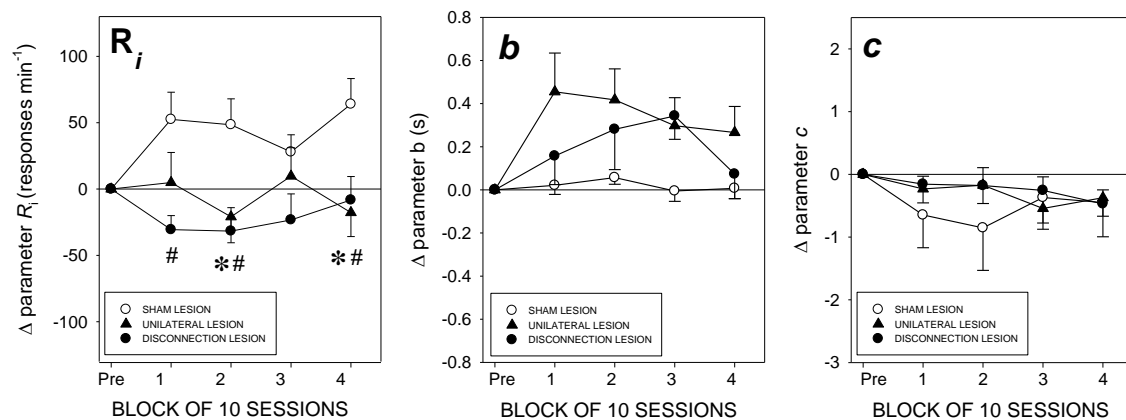 R_i
Δ parameter R_i (responses min⁻¹)
100
50
0
-50
-100
# 
*#
*#
SHAM LESION
UNILATERAL LESION
DISCONNECTION LESION
Pre 1 2 3 4
BLOCK OF 10 SESSIONS
b
Δ parameter b (s)
0.8
0.6
0.4
0.2
0.0
-0.2
-0.4
-0.6
-0.8
SHAM LESION
UNILATERAL LESION
DISCONNECTION LESION
Pre 1 2 3 4
BLOCK OF 10 SESSIONS
c
Δ parameter c
2
1
0
-1
-2
-3
SHAM LESION
UNILATERAL LESION
DISCONNECTION LESION
Pre 1 2 3 4
BLOCK OF 10 SESSIONS